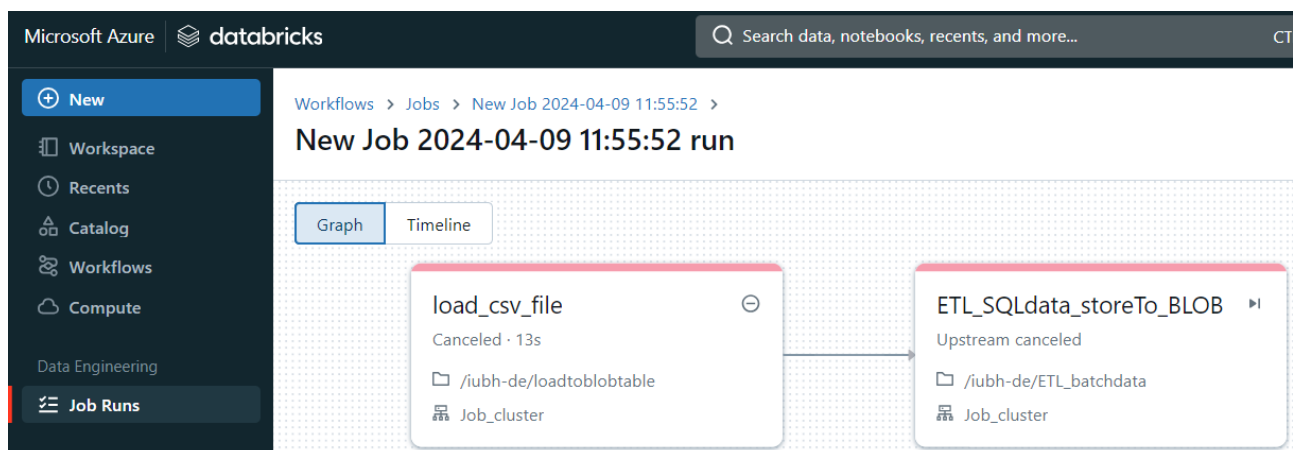 Microsoft Azure databricks
Search data, notebooks, recents, and more... CT
New
Workspace
Recents
Catalog
Workflows
Compute
Data Engineering
Job Runs
Workflows > Jobs > New Job 2024-04-09 11:55:52 >
New Job 2024-04-09 11:55:52 run
Graph Timeline
load_csv_file
Canceled · 13s
/iubh-de/loadtoblobtable
Job_cluster
ETL_SQLdata_storeTo_BLOB
Upstream canceled
/iubh-de/ETL_batchdata
Job_cluster